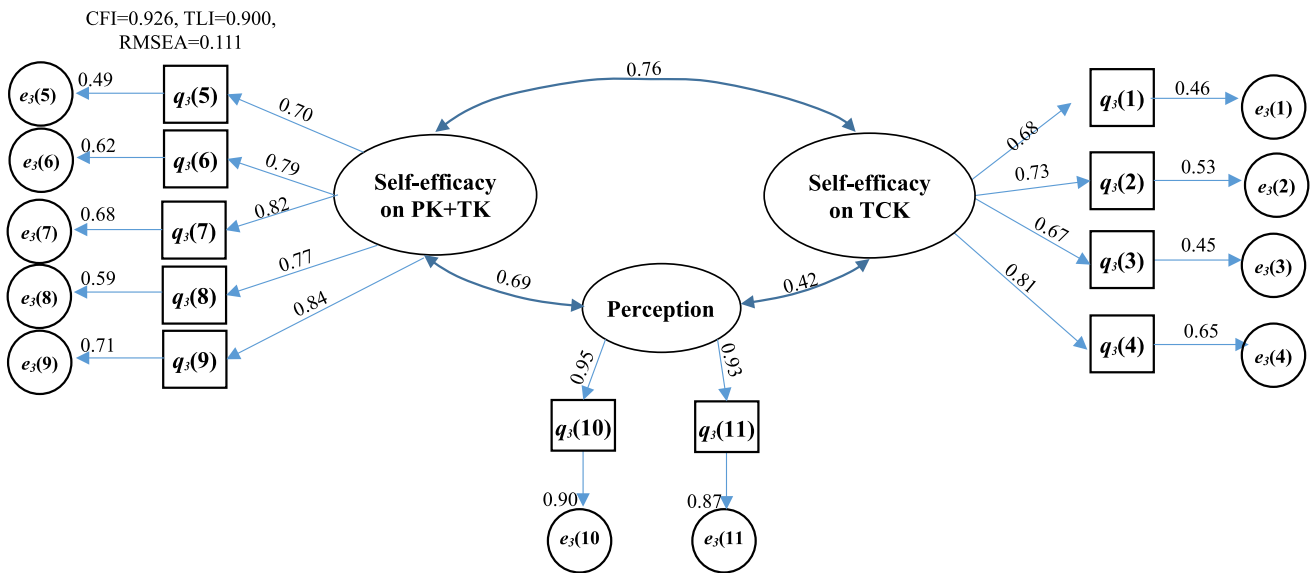 CFI=0.926, TLI=0.900,
RMSEA=0.111
e₃(5)
0.49
q₃(5)
0.70
e₃(6)
0.62
q₃(6)
0.79
e₃(7)
0.68
q₃(7)
0.82
e₃(8)
0.59
q₃(8)
0.77
e₃(9)
0.71
q₃(9)
0.84
Self-efficacy
on PK+TK
0.76
Self-efficacy
on TCK
0.69
0.42
Perception
0.95
0.93
q₃(10)
q₃(11)
0.90
0.87
e₃(10
e₃(11
0.68
q₃(1)
0.46
e₃(1)
0.73
q₃(2)
0.53
e₃(2)
0.67
q₃(3)
0.45
e₃(3)
0.81
q₃(4)
0.65
e₃(4)